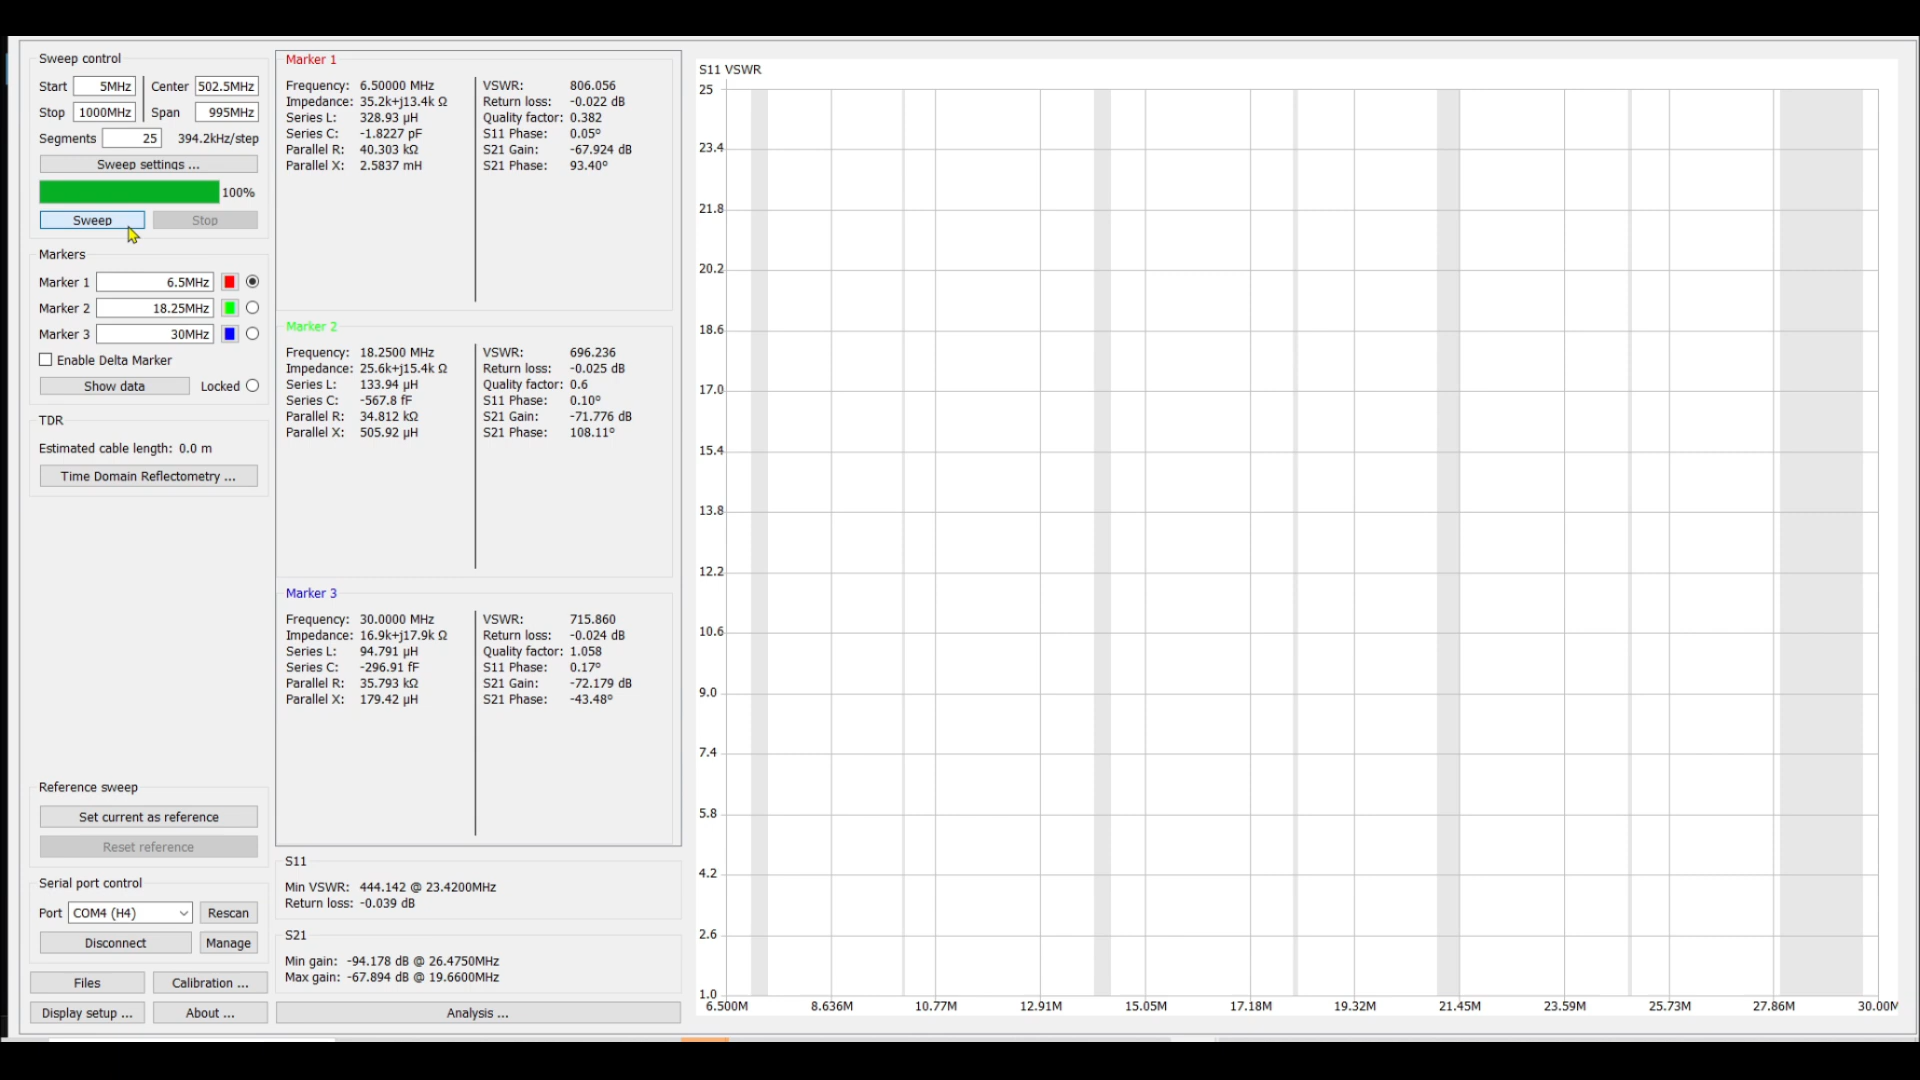 Sweep control
Start 5MHz Center 502.5MHz
Stop 1000MHz Span 995MHz
Segments 25 394.2kHz/step
Sweep settings ...
100%
Sweep Stop
Markers
Marker 1 6.5MHz
Marker 2 18.25MHz
Marker 3 30MHz
Enable Delta Marker
Show data Locked
TDR
Estimated cable length: 0.0 m
Time Domain Reflectometry ...
Reference sweep
Set current as reference
Reset reference
Serial port control
Port COM4 (H4) Rescan
Disconnect Manage
Files Calibration ...
Display setup ... About ...
Marker 1
Frequency: 6.50000 MHz VSWR: 806.056
Impedance: 35.2k+j13.4k Ω Return loss: -0.022 dB
Series L: 328.93 µH Quality factor: 0.382
Series C: -1.8227 pF S11 Phase: 0.05°
Parallel R: 40.303 kΩ S21 Gain: -67.924 dB
Parallel X: 2.5837 mH S21 Phase: 93.40°
Marker 2
Frequency: 18.2500 MHz VSWR: 696.236
Impedance: 25.6k+j15.4k Ω Return loss: -0.025 dB
Series L: 133.94 µH Quality factor: 0.6
Series C: -567.8 fF S11 Phase: 0.10°
Parallel R: 34.812 kΩ S21 Gain: -71.776 dB
Parallel X: 505.92 µH S21 Phase: 108.11°
Marker 3
Frequency: 30.0000 MHz VSWR: 715.860
Impedance: 16.9k+j17.9k Ω Return loss: -0.024 dB
Series L: 94.791 µH Quality factor: 1.058
Series C: -296.91 fF S11 Phase: 0.17°
Parallel R: 35.793 kΩ S21 Gain: -72.179 dB
Parallel X: 179.42 µH S21 Phase: -43.48°
S11
Min VSWR: 444.142 @ 23.4200MHz
Return loss: -0.039 dB
S21
Min gain: -94.178 dB @ 26.4750MHz
Max gain: -67.894 dB @ 19.6600MHz
Analysis ...
S11 VSWR
25
23.4
21.8
20.2
18.6
17.0
15.4
13.8
12.2
10.6
9.0
7.4
5.8
4.2
2.6
1.0
6.500M 8.636M 10.77M 12.91M 15.05M 17.18M 19.32M 21.45M 23.59M 25.73M 27.86M 30.00M